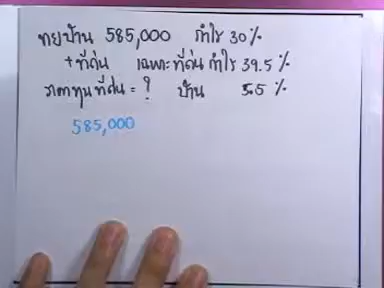 ขายบ้าน 585,000 กำไร 30%
+ที่ดิน เฉพาะที่ดิน กำไร 39.5%
ราคาทุนที่ดิน = ? บ้าน 5.5%
585,000